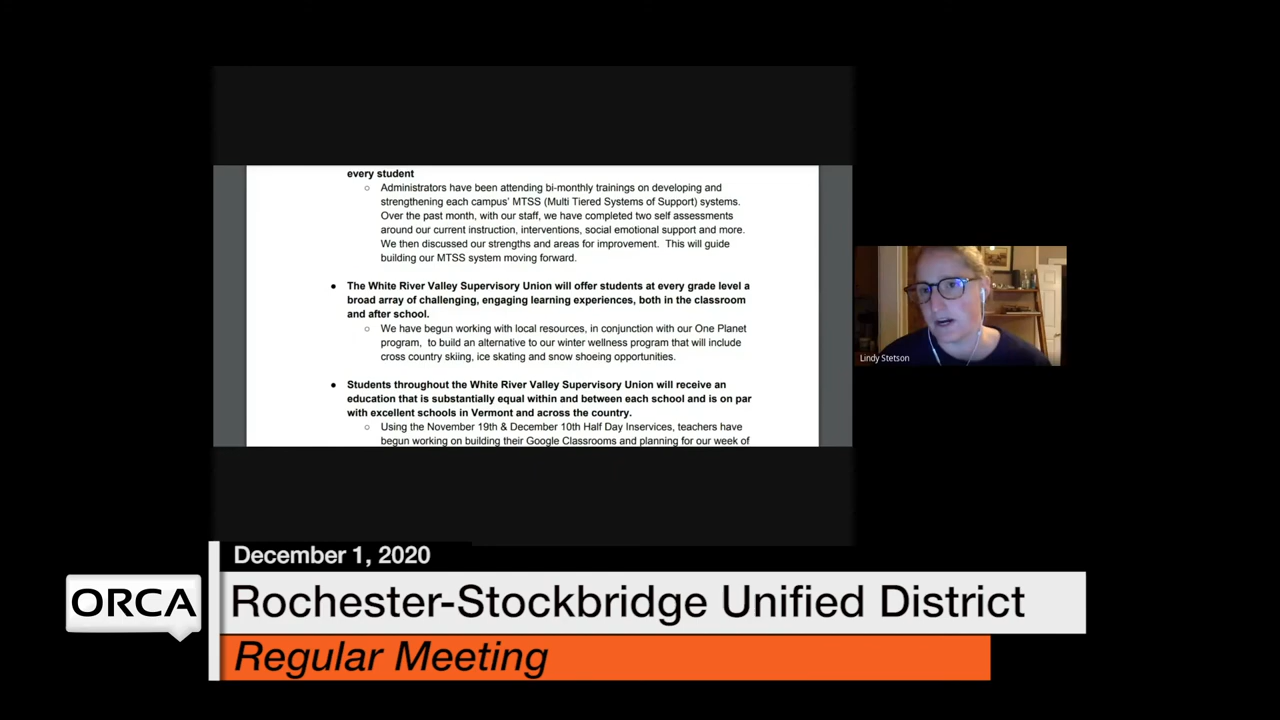 every student
○ Administrators have been attending bi-monthly trainings on developing and
strengthening each campus' MTSS (Multi Tiered Systems of Support) systems.
Over the past month, with our staff, we have completed two self assessments
around our current instruction, interventions, social emotional support and more.
We then discussed our strengths and areas for improvement. This will guide
building our MTSS system moving forward.
● The White River Valley Supervisory Union will offer students at every grade level a
broad array of challenging, engaging learning experiences, both in the classroom
and after school.
○ We have begun working with local resources, in conjunction with our One Planet
program, to build an alternative to our winter wellness program that will include
cross country skiing, ice skating and snow shoeing opportunities.
● Students throughout the White River Valley Supervisory Union will receive an
education that is substantially equal within and between each school and is on par
with excellent schools in Vermont and across the country.
○ Using the November 19th & December 10th Half Day Inservices, teachers have
begun working on building their Google Classrooms and planning for our week of
Lindy Stetson
December 1, 2020
ORCA
Rochester-Stockbridge Unified District
Regular Meeting